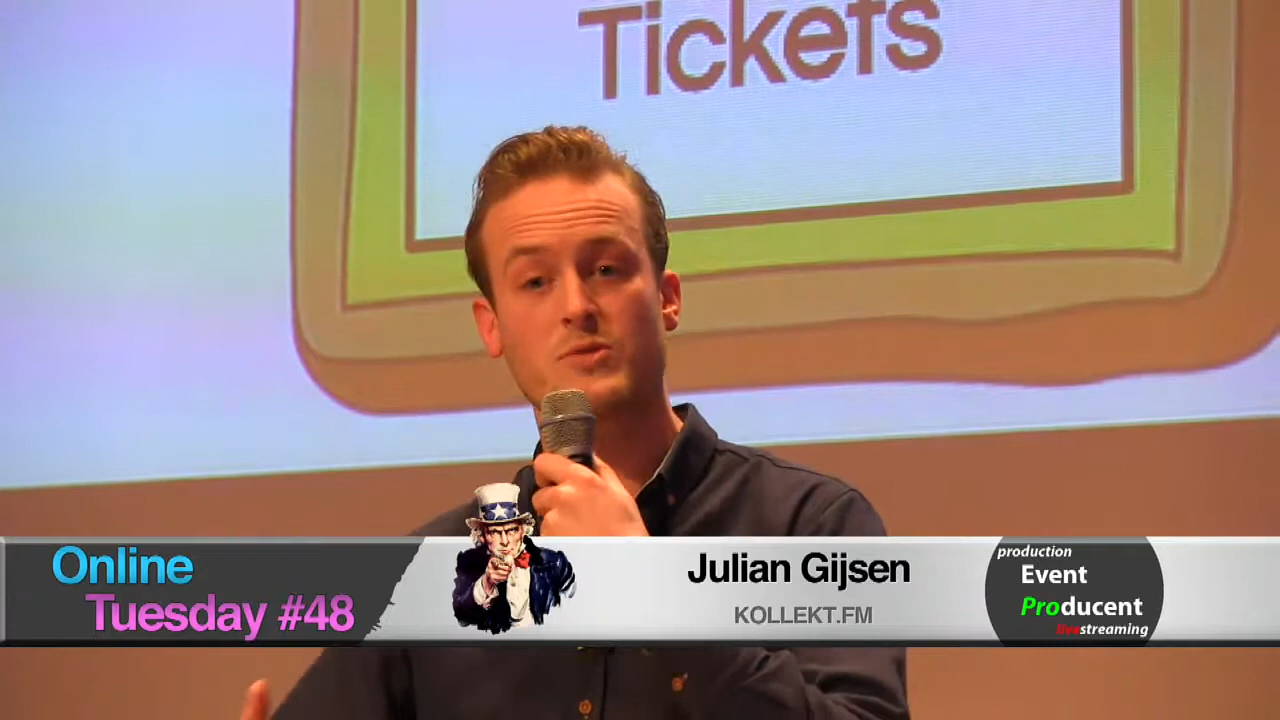 Tickets
Online
Tuesday #48
Julian Gijsen
KOLLEKT.FM
production
Event
Producent
livestreaming